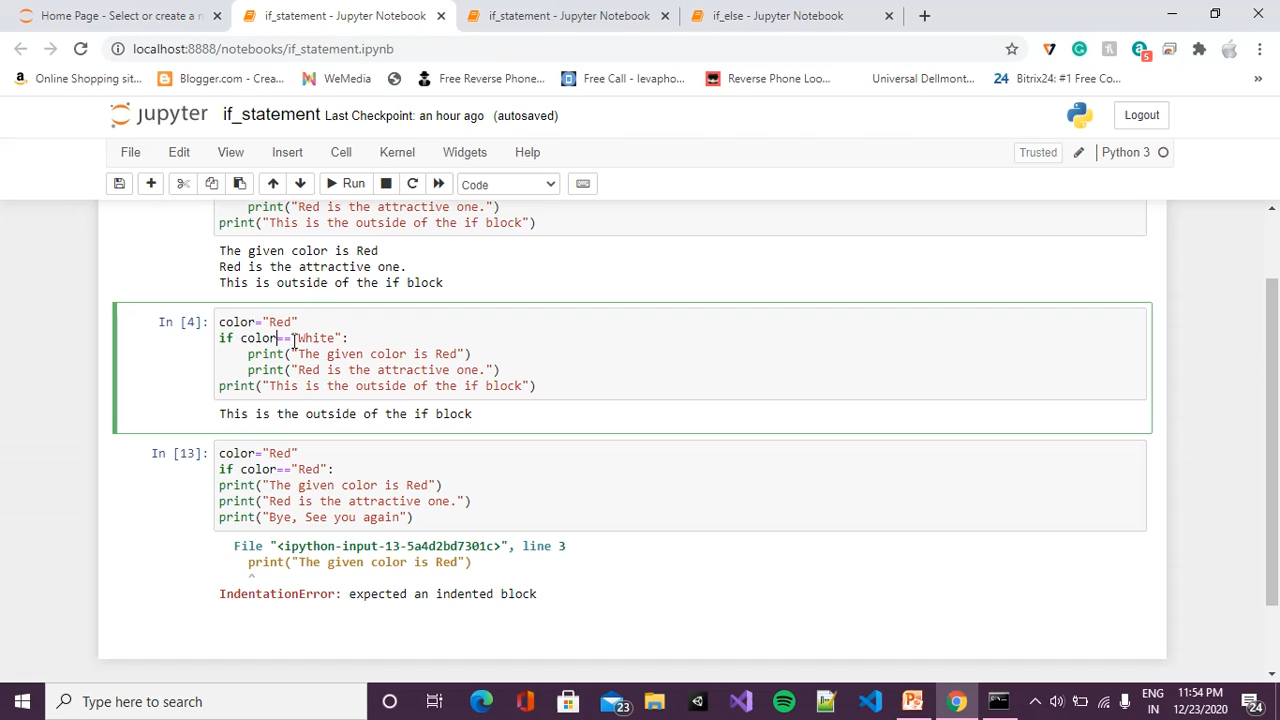 Home Page - Select or create a n
if_statement - Jupyter Notebook
if_statement - Jupyter Notebook
if_else - Jupyter Notebook
localhost:8888/notebooks/if_statement.ipynb
5
Online Shopping sit...
Blogger.com - Crea...
WeMedia
Free Reverse Phone...
Free Call - levapho...
Reverse Phone Loo...
Universal Dellmont...
24 Bitrix24: #1 Free Co...
»
jupyter if_statement Last Checkpoint: an hour ago (autosaved)
Logout
File Edit View Insert Cell Kernel Widgets Help
Trusted
Python 3
Run
Code
print("Red is the attractive one.")
print("This is the outside of the if block")
The given color is Red
Red is the attractive one.
This is outside of the if block
In [4]: color="Red"
if color=="White":
print("The given color is Red")
print("Red is the attractive one.")
print("This is the outside of the if block")
This is the outside of the if block
In [13]: color="Red"
if color=="Red":
print("The given color is Red")
print("Red is the attractive one.")
print("Bye, See you again")
File "<ipython-input-13-5a4d2bd7301c>", line 3
print("The given color is Red")
^
IndentationError: expected an indented block
Type here to search
23
ENG
IN
11:54 PM
12/23/2020
24